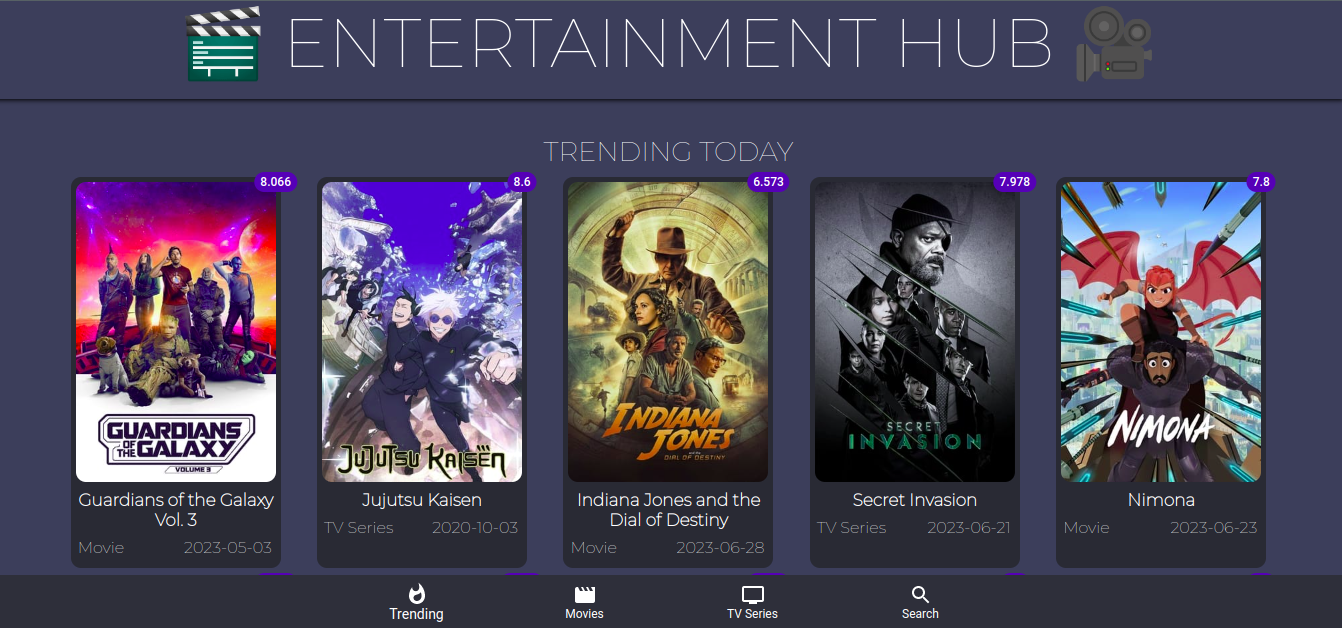 ENTERTAINMENT HUB
TRENDING TODAY
8.066
8.6
6.573
7.978
7.8
GUARDIANS
OF THE
GALAXY
VOLUME 3
JUJUTSU KAISEN
INDIANA
JONES
AND THE
DIAL OF DESTINY
SECRET
INVASION
NIMONA
Guardians of the Galaxy
Vol. 3
Movie 2023-05-03
Jujutsu Kaisen
TV Series 2020-10-03
Indiana Jones and the
Dial of Destiny
Movie 2023-06-28
Secret Invasion
TV Series 2023-06-21
Nimona
Movie 2023-06-23
Trending
Movies
TV Series
Search